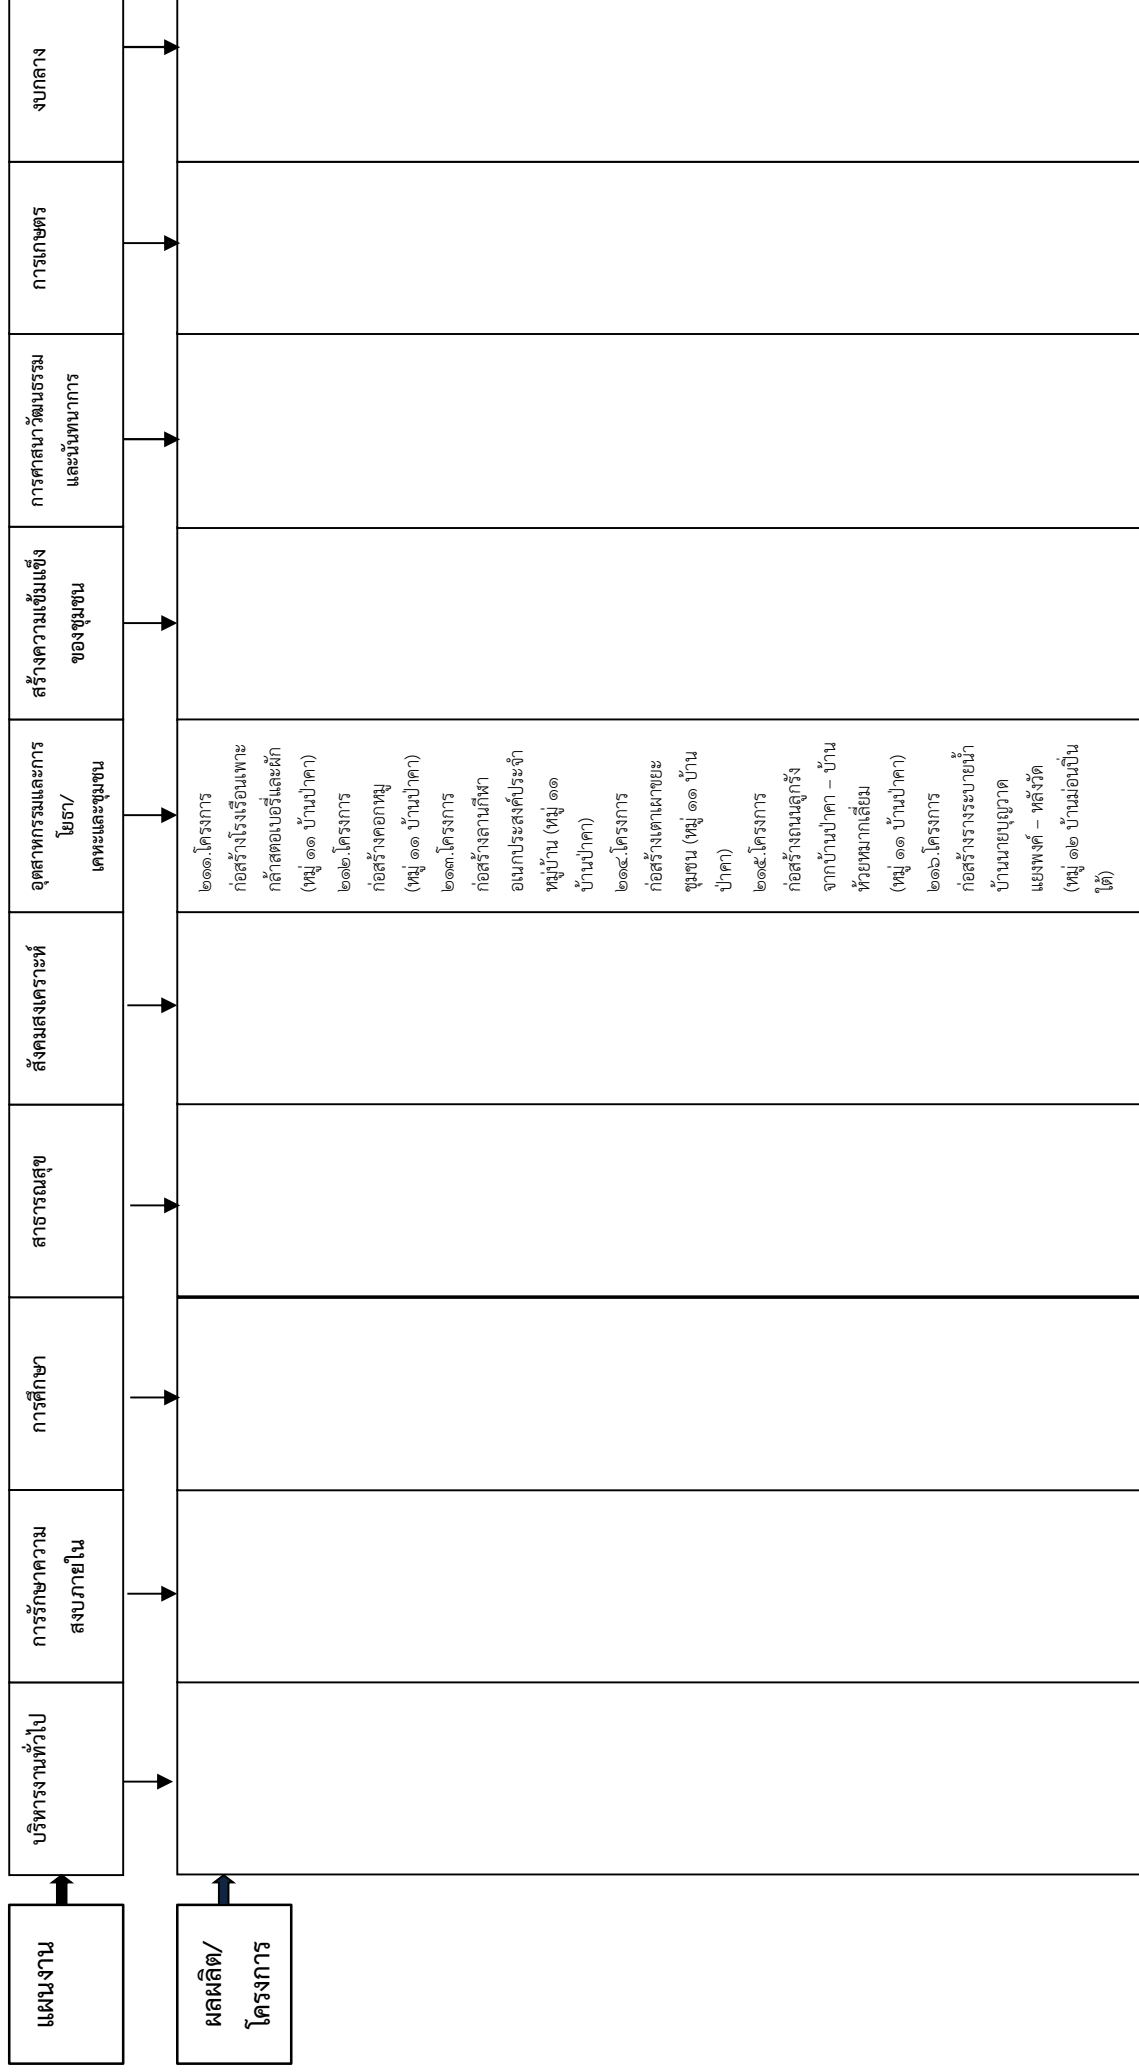 แผนงาน
บริหารงานทั่วไป
การรักษาความ
สงบภายใน
การศึกษา
สาธารณสุข
สังคมสงเคราะห์
อุตสาหกรรมและการ
โยธา/
เคหะและชุมชน
สร้างความเข้มแข็ง
ของชุมชน
การศาสนาวัฒนธรรม
และนันทนาการ
การเกษตร
งบกลาง
ผลผลิต/
โครงการ
๒๑๑.โครงการ
ก่อสร้างโรงเรือนเพาะ
กล้าสตอเบอรี่และผัก
(หมู่ ๑๑ บ้านป่าคา)
๒๑๒.โครงการ
ก่อสร้างคอกหมู
(หมู่ ๑๑ บ้านป่าคา)
๒๑๓.โครงการ
ก่อสร้างลานกีฬา
อเนกประสงค์ประจำ
หมู่บ้าน (หมู่ ๑๑
บ้านป่าคา)
๒๑๔.โครงการ
ก่อสร้างเตาเผาขยะ
ชุมชน (หมู่ ๑๑ บ้าน
ป่าคา)
๒๑๕.โครงการ
ก่อสร้างถนนลูกรัง
จากบ้านป่าคา – บ้าน
ห้วยหมากเลี่ยม
(หมู่ ๑๑ บ้านป่าคา)
๒๑๖.โครงการ
ก่อสร้างรางระบายน้ำ
บ้านนายบุญวาด
แยงพงค์ – หลังวัด
(หมู่ ๑๒ บ้านม่อนปิ่น
ใต้)